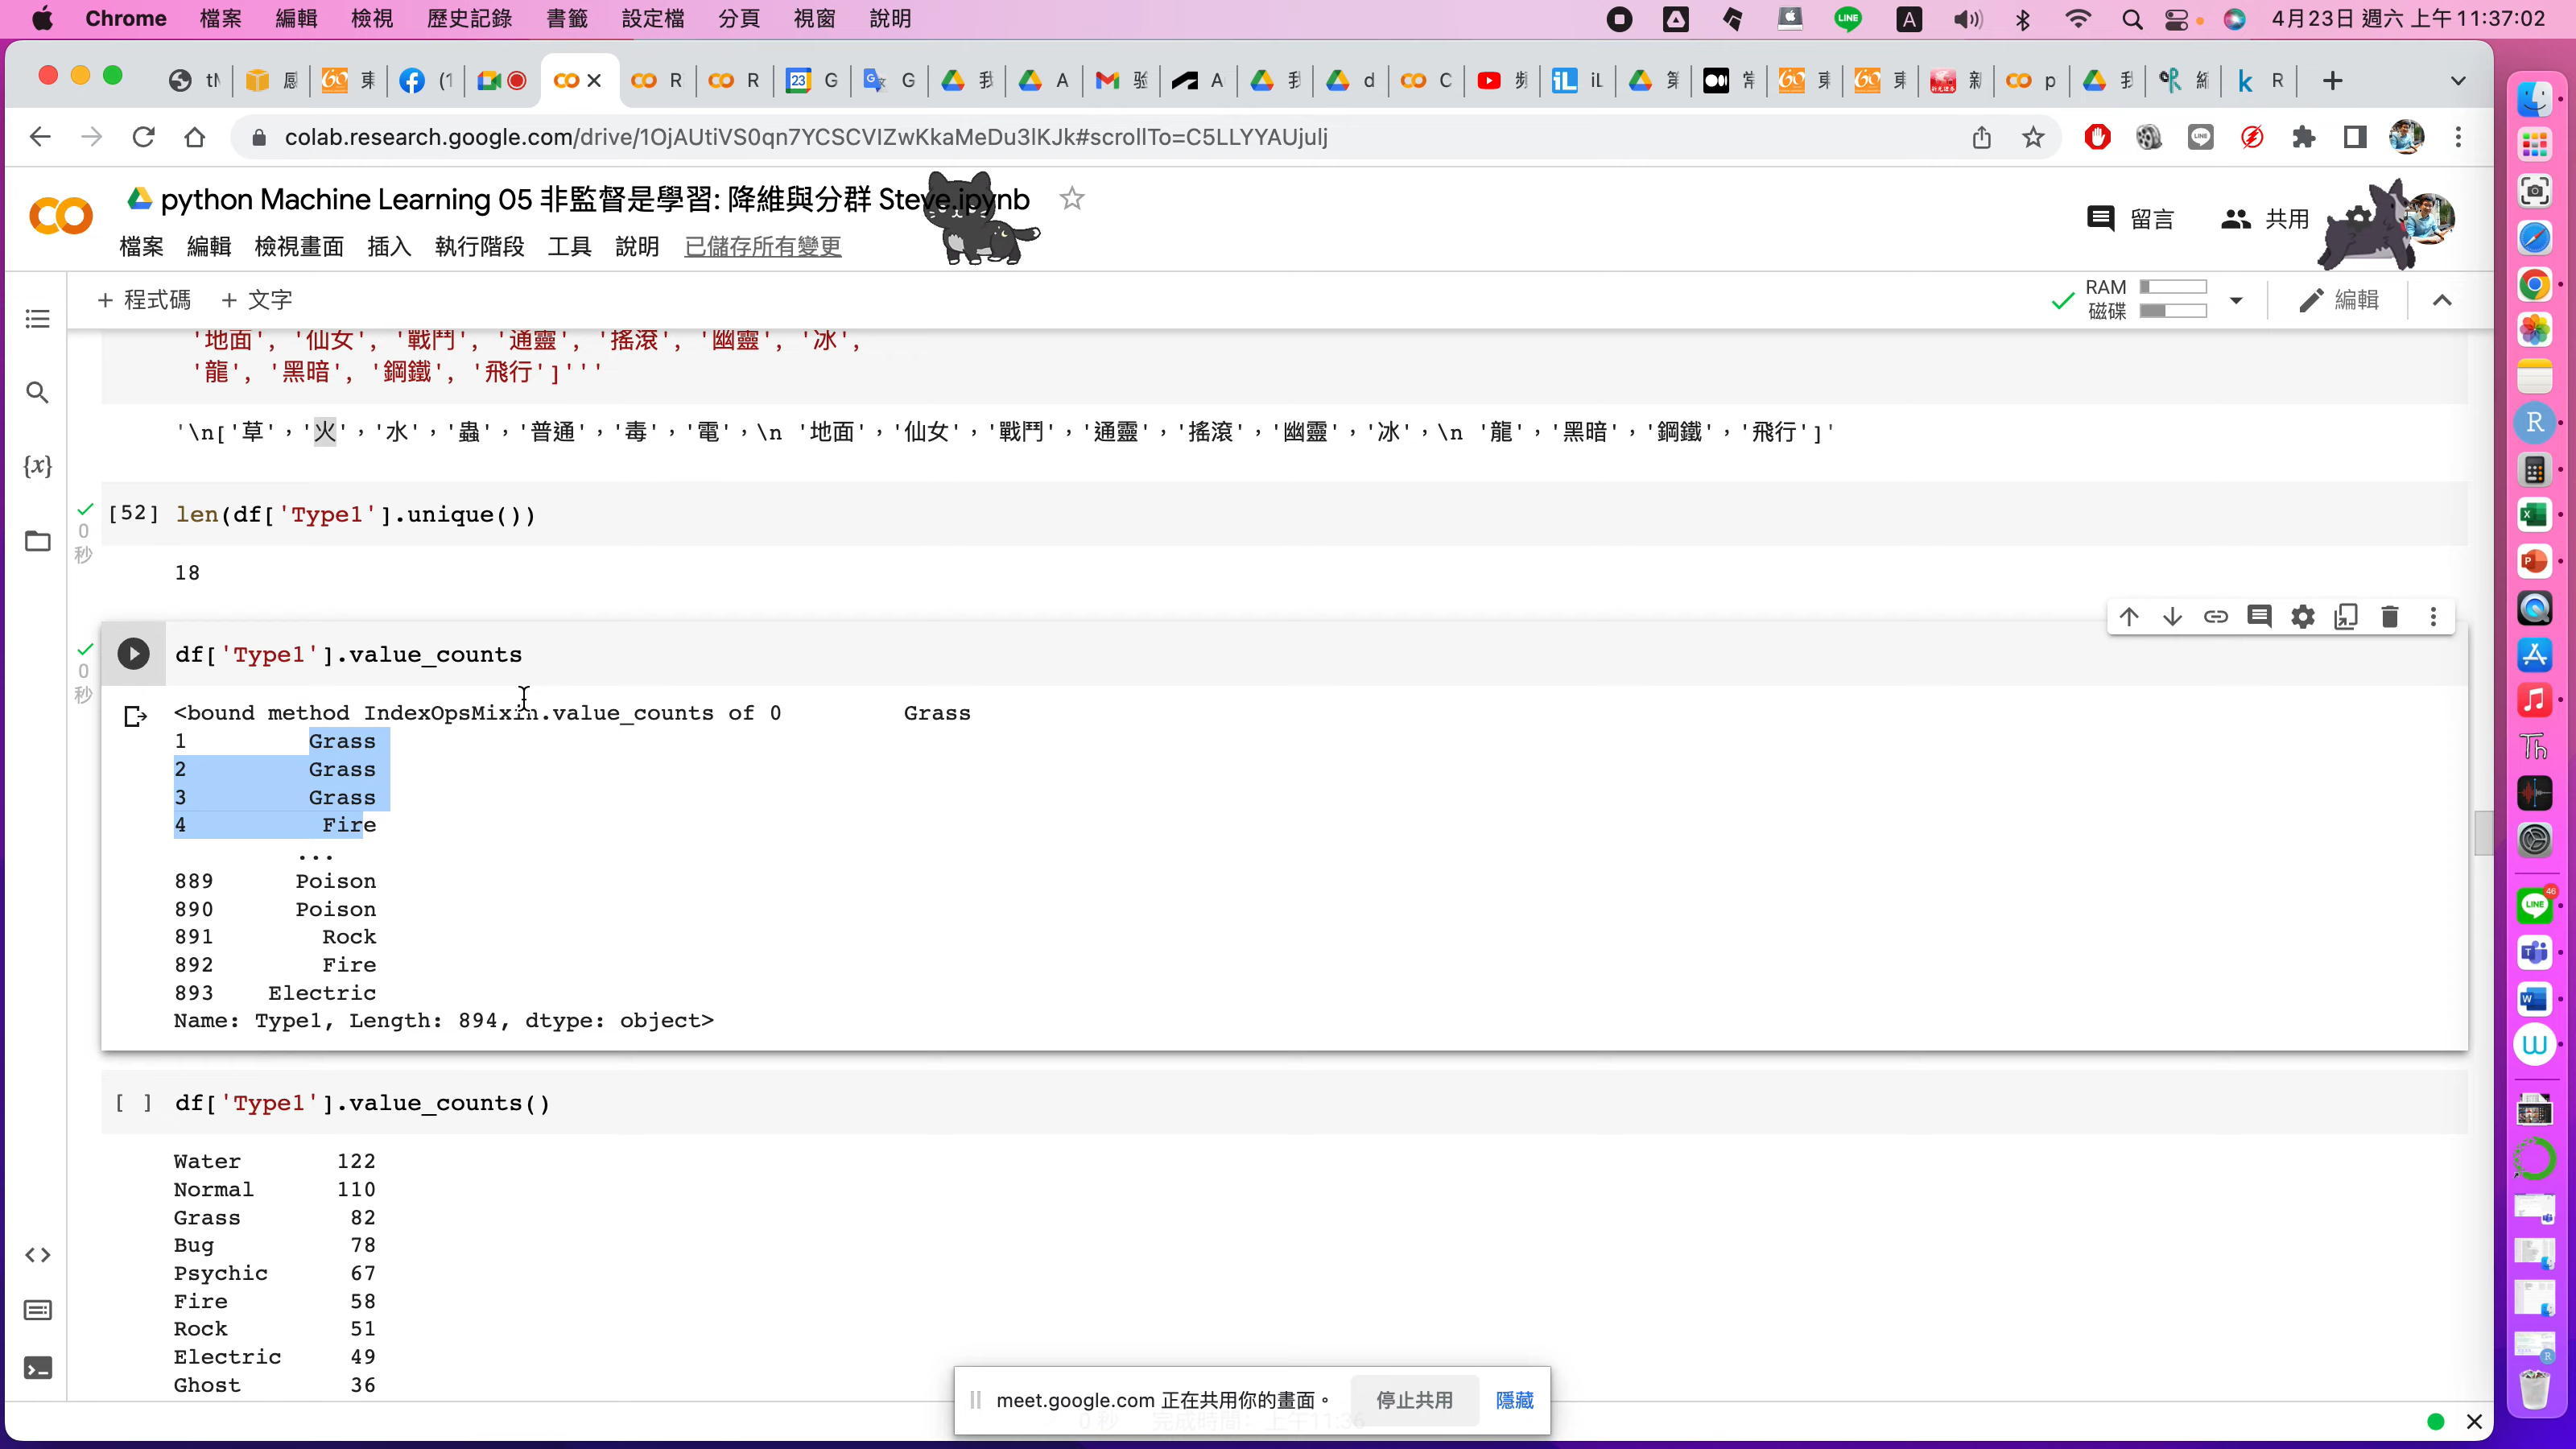 Chrome 檔案 編輯 檢視 歷史記錄 書籤 設定檔 分頁 視窗 說明
LINE A 4月23日 週六 上午11:37:02
colab.research.google.com/drive/1OjAUtiVS0qn7YCSCVIZwKkaMeDu3lKJk#scrollTo=C5LLYYAUjulj
python Machine Learning 05 非監督是學習: 降維與分群 Steve.ipynb
留言 共用
檔案 編輯 檢視畫面 插入 執行階段 工具 說明 已儲存所有變更
+ 程式碼 + 文字
RAM
磁碟
編輯
'地面', '仙女', '戰鬥', '通靈', '搖滾', '幽靈', '冰',
'龍', '黑暗', '鋼鐵', '飛行']'''
'\n['草', '火', '水', '蟲', '普通', '毒', '電',\n '地面', '仙女', '戰鬥', '通靈', '搖滾', '幽靈', '冰',\n '龍', '黑暗', '鋼鐵', '飛行']'
[52] len(df['Type1'].unique())
0
秒
18
df['Type1'].value_counts
0
秒
<bound method IndexOpsMixin.value_counts of 0 Grass
1 Grass
2 Grass
3 Grass
4 Fire
...
889 Poison
890 Poison
891 Rock
892 Fire
893 Electric
Name: Type1, Length: 894, dtype: object>
[ ] df['Type1'].value_counts()
Water 122
Normal 110
Grass 82
Bug 78
Psychic 67
Fire 58
Rock 51
Electric 49
Ghost 36
meet.google.com 正在共用你的畫面。 停止共用 隱藏